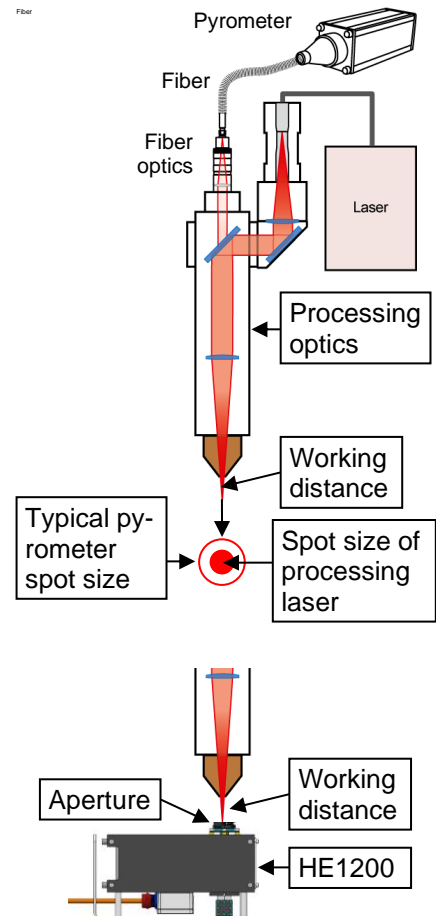 Fiber
Pyrometer
Fiber
Fiber
optics
Laser
Processing
optics
Working
distance
Typical py-
rometer
spot size
Spot size of
processing
laser
Aperture
Working
distance
HE1200